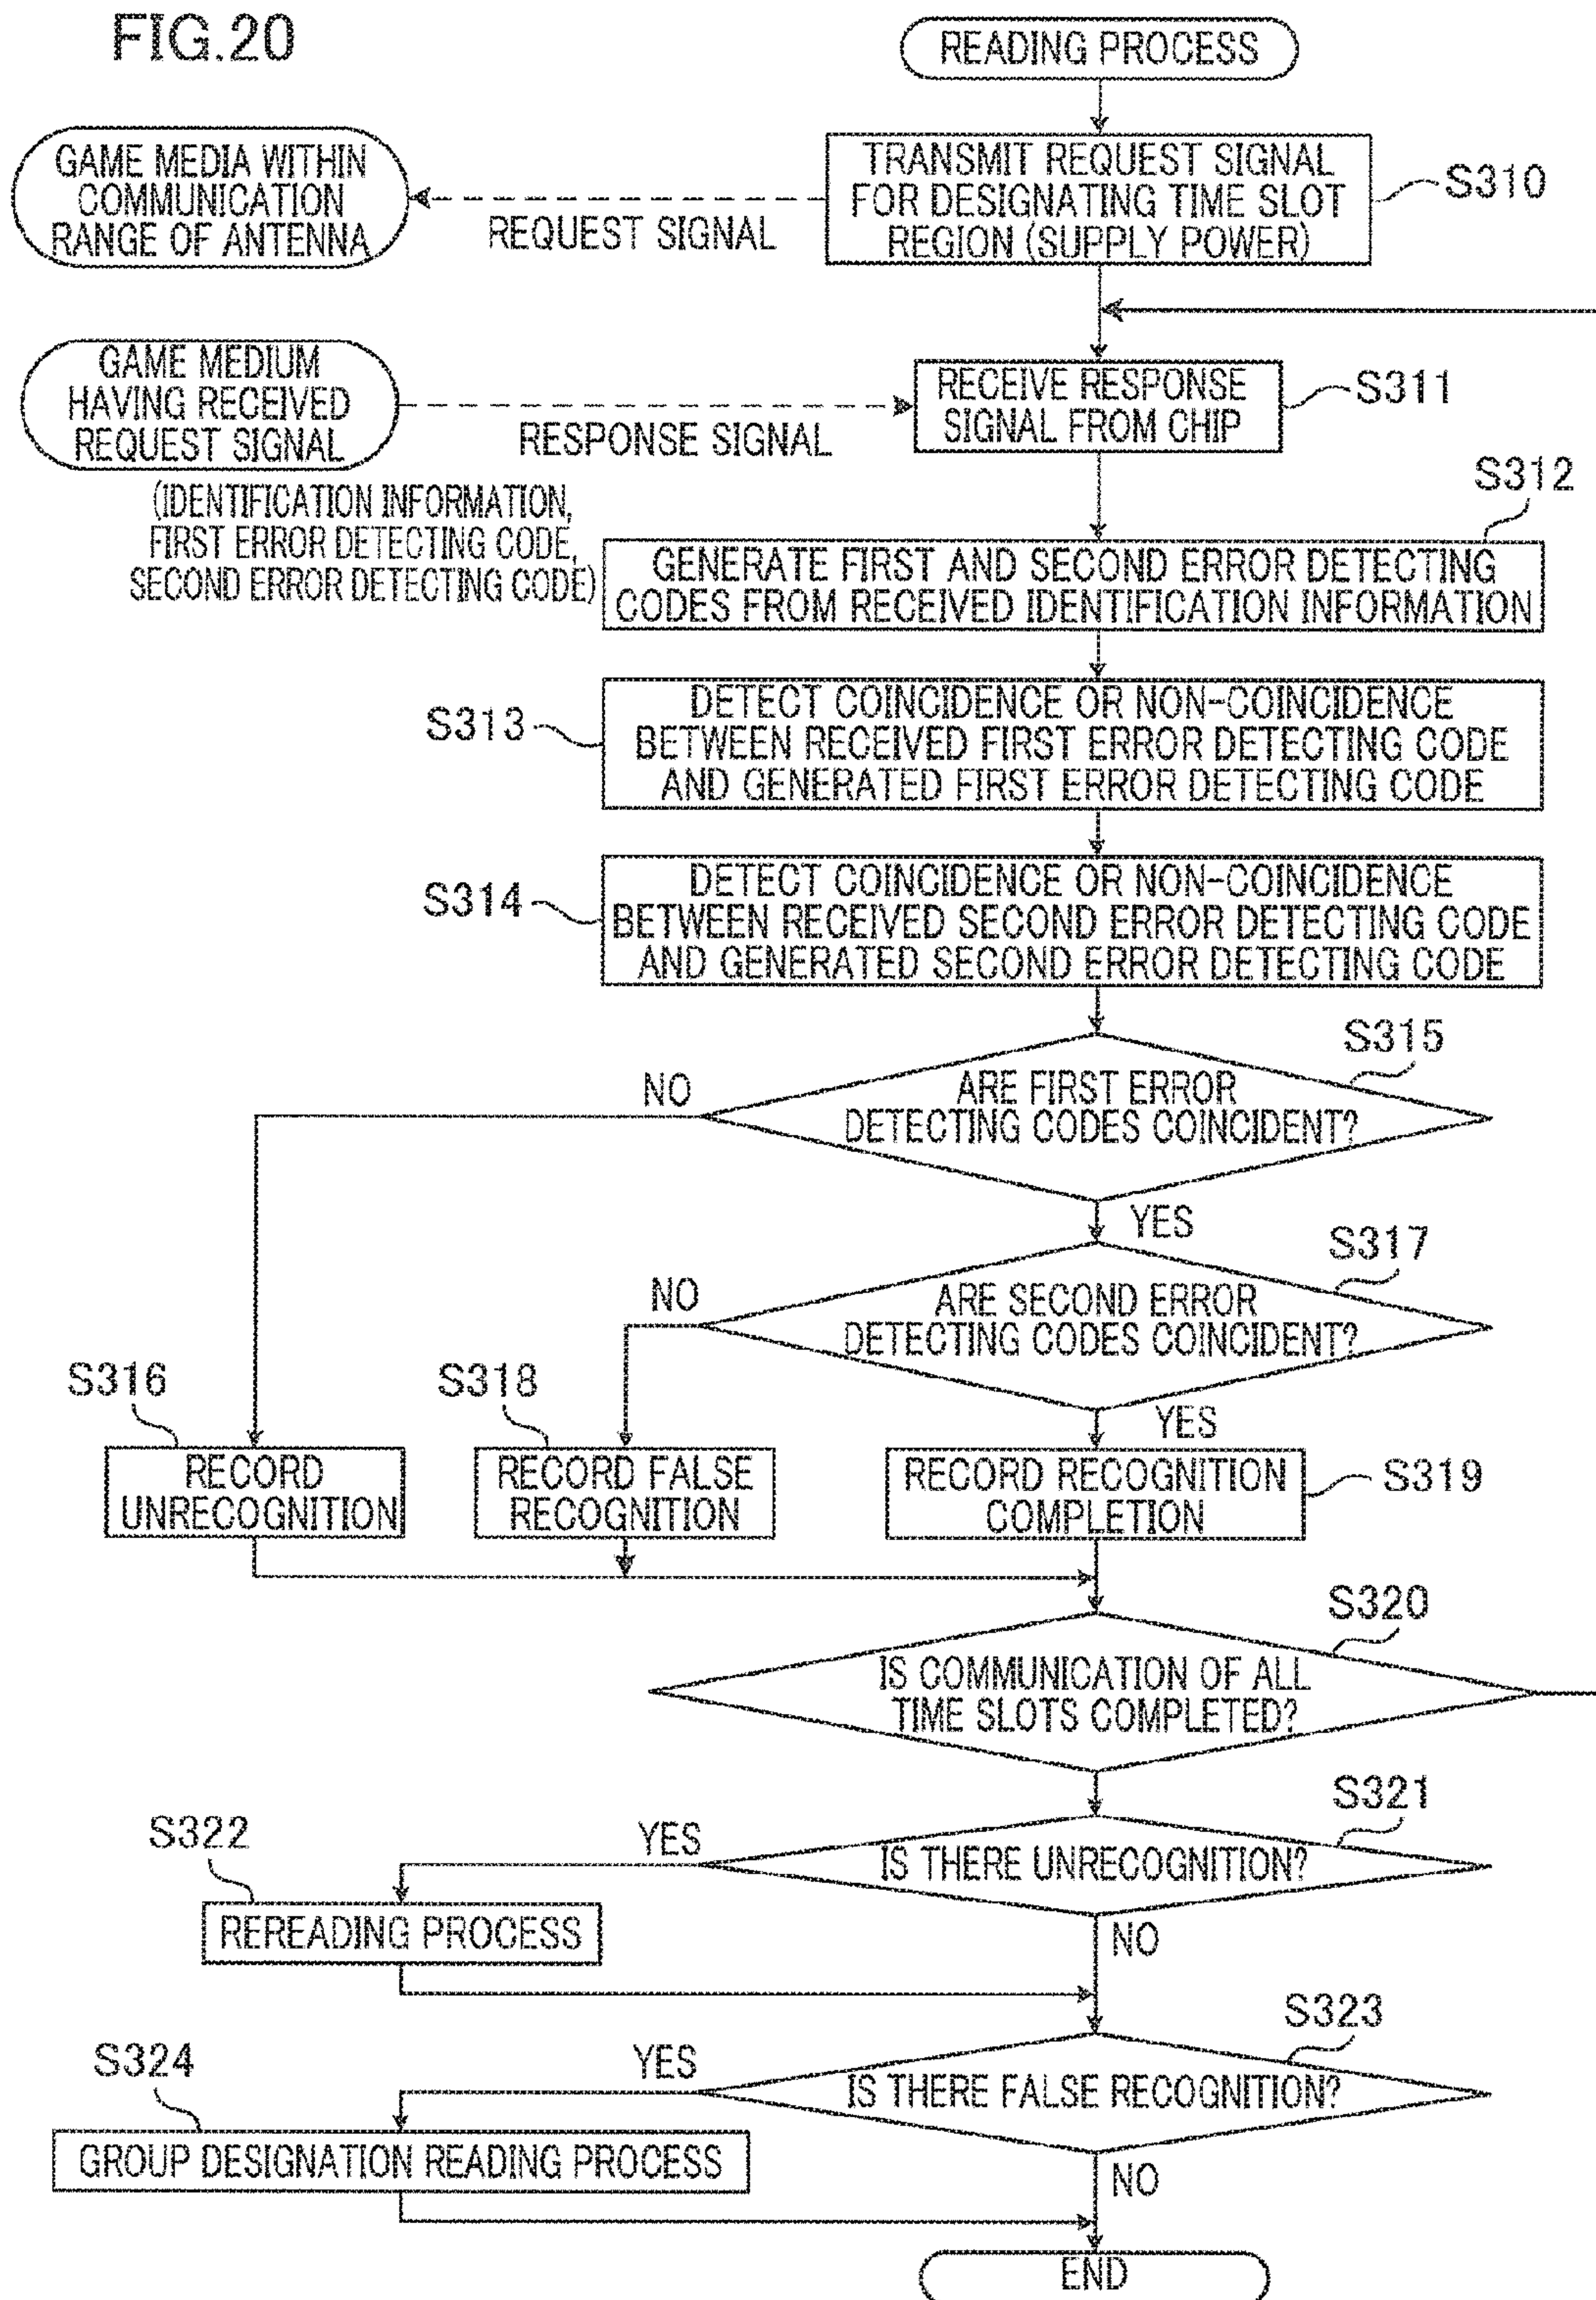 FIG.20
READING PROCESS
GAME MEDIA WITHIN
COMMUNICATION
RANGE OF ANTENNA
REQUEST SIGNAL
TRANSMIT REQUEST SIGNAL
FOR DESIGNATING TIME SLOT
REGION (SUPPLY POWER)
S310
GAME MEDIUM
HAVING RECEIVED
REQUEST SIGNAL
RESPONSE SIGNAL
RECEIVE RESPONSE
SIGNAL FROM CHIP
S311
(IDENTIFICATION INFORMATION,
FIRST ERROR DETECTING CODE,
SECOND ERROR DETECTING CODE)
S312
GENERATE FIRST AND SECOND ERROR DETECTING
CODES FROM RECEIVED IDENTIFICATION INFORMATION
S313
DETECT COINCIDENCE OR NON-COINCIDENCE
BETWEEN RECEIVED FIRST ERROR DETECTING CODE
AND GENERATED FIRST ERROR DETECTING CODE
S314
DETECT COINCIDENCE OR NON-COINCIDENCE
BETWEEN RECEIVED SECOND ERROR DETECTING CODE
AND GENERATED SECOND ERROR DETECTING CODE
S315
NO
ARE FIRST ERROR
DETECTING CODES COINCIDENT?
YES
S317
NO
ARE SECOND ERROR
DETECTING CODES COINCIDENT?
YES
S316
RECORD
UNRECOGNITION
S318
RECORD FALSE
RECOGNITION
RECORD RECOGNITION
COMPLETION
S319
S320
IS COMMUNICATION OF ALL
TIME SLOTS COMPLETED?
S321
YES
IS THERE UNRECOGNITION?
NO
S322
REREADING PROCESS
S323
YES
IS THERE FALSE RECOGNITION?
NO
S324
GROUP DESIGNATION READING PROCESS
END